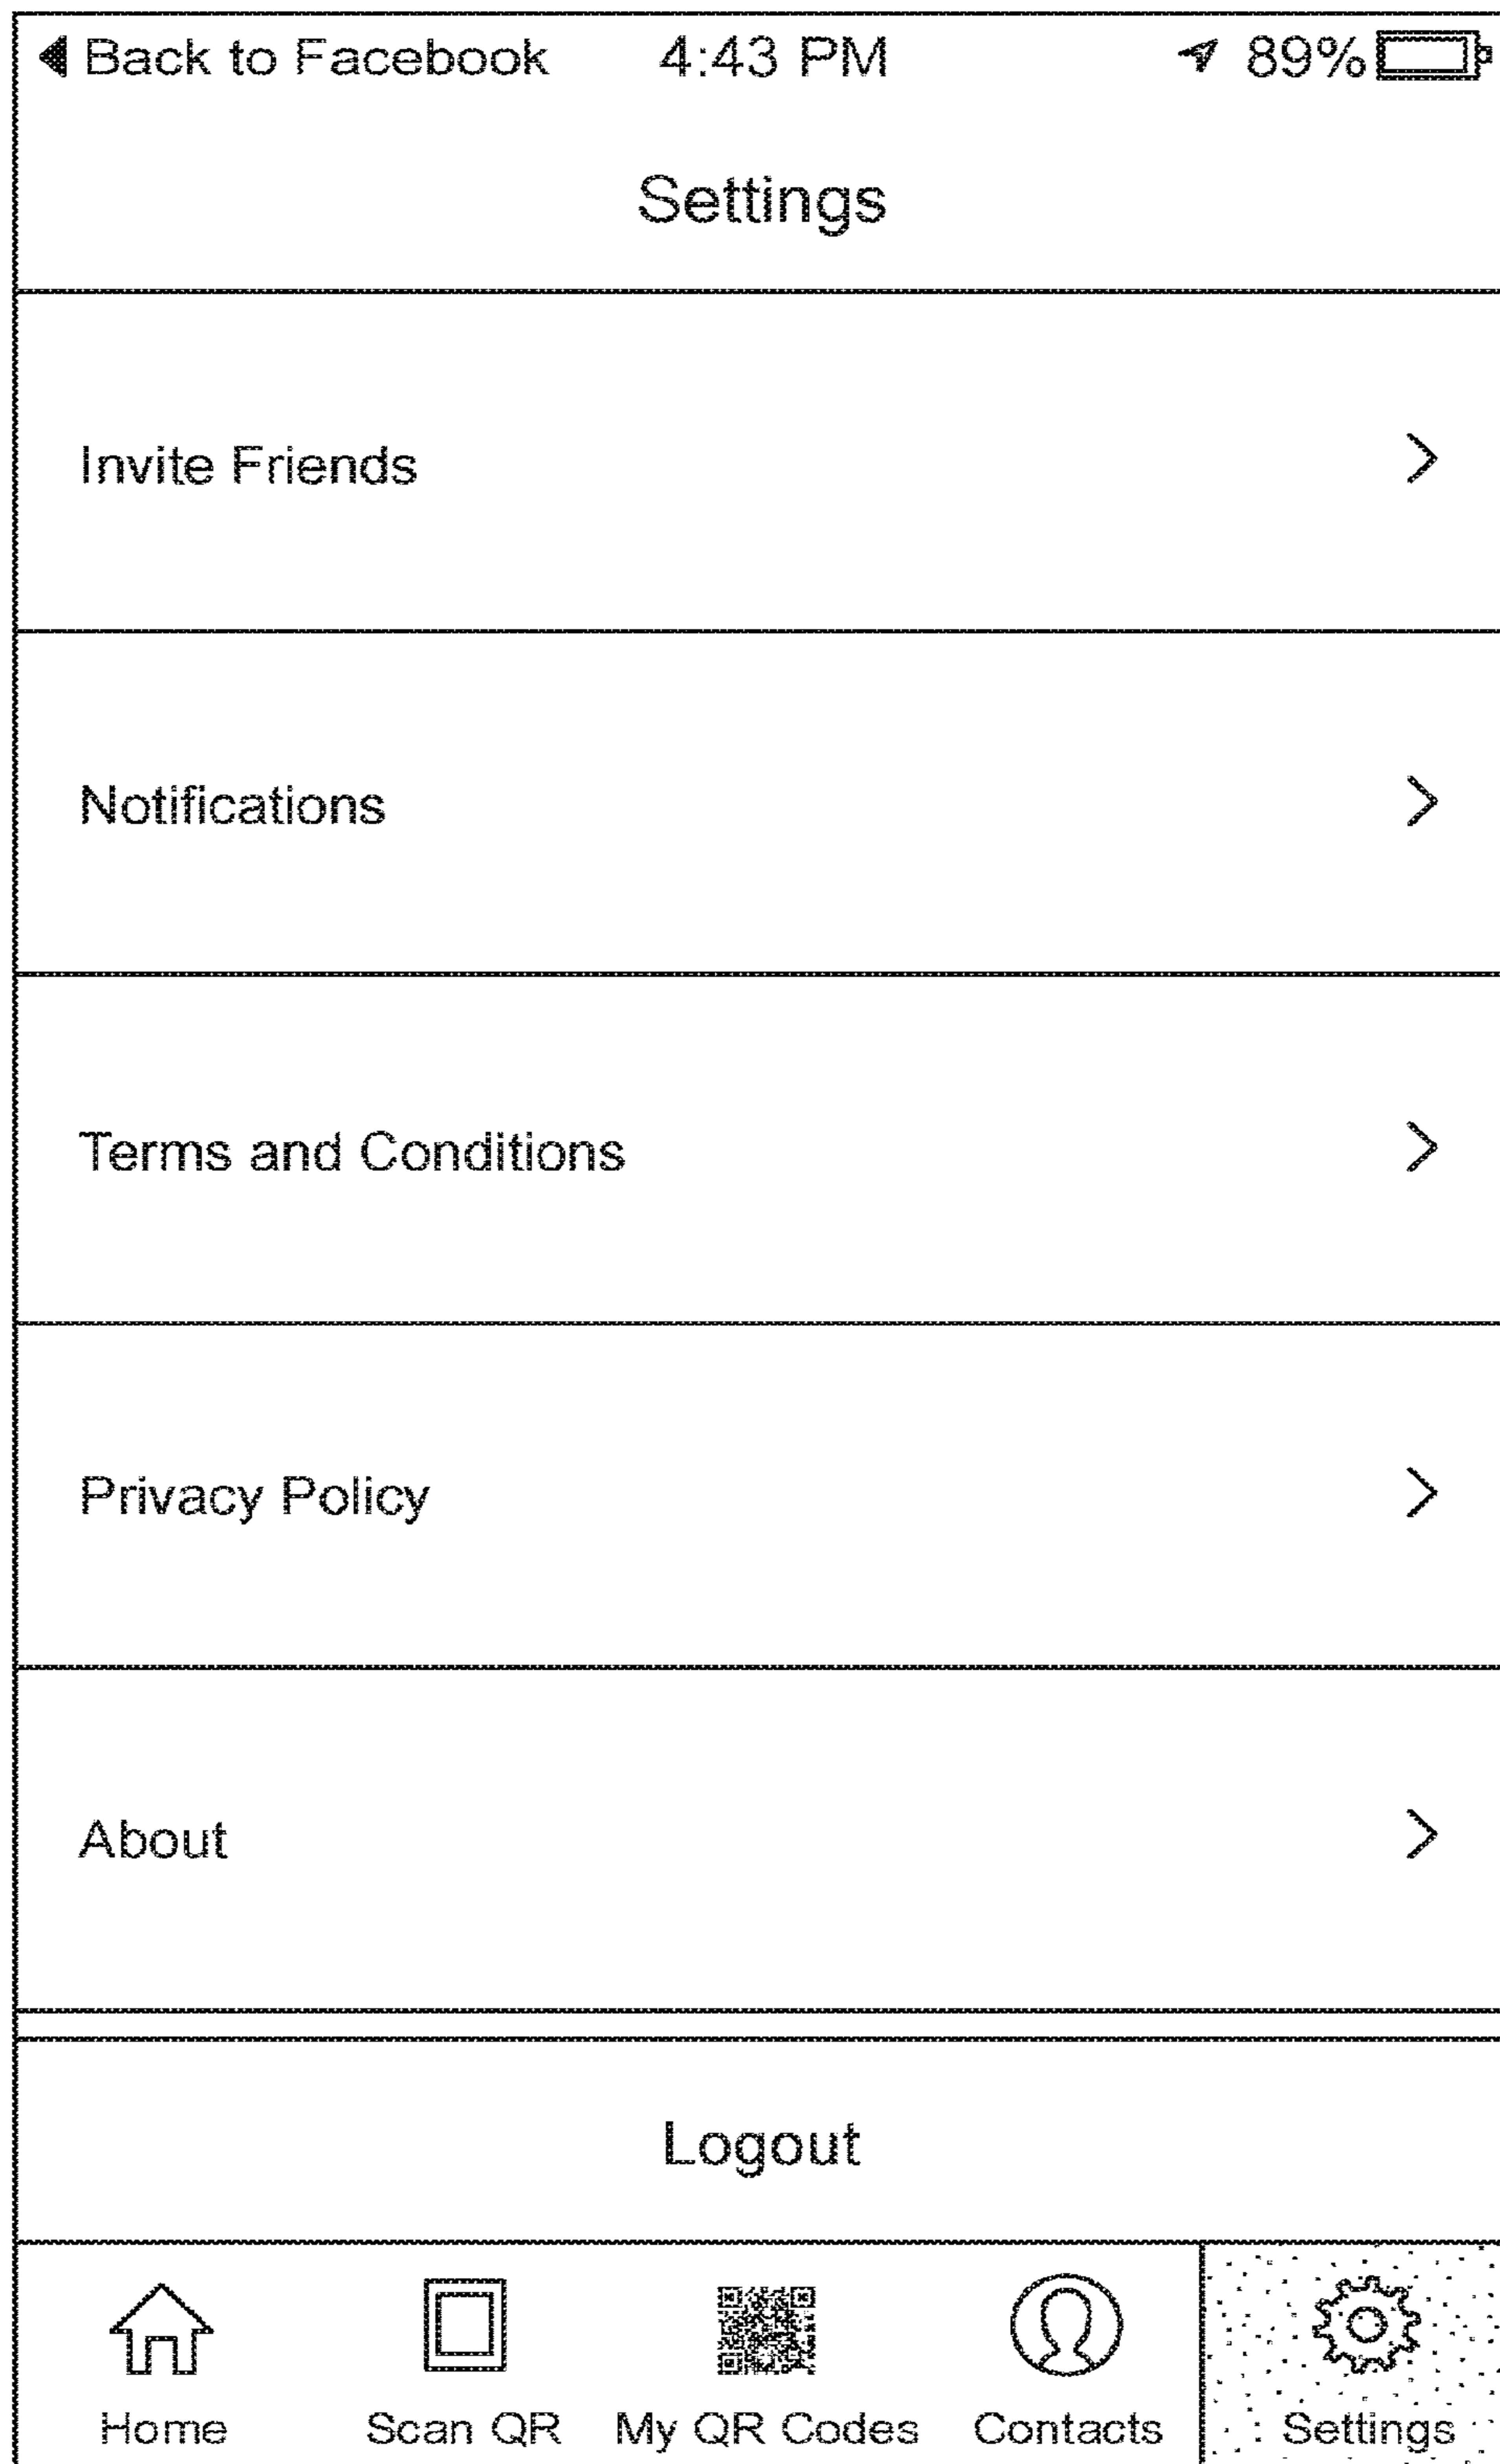 Back to Facebook 4:43 PM 89%
Settings
Invite Friends
Notifications
Terms and Conditions
Privacy Policy
About
Logout
Home Scan QR My QR Codes Contacts Settings